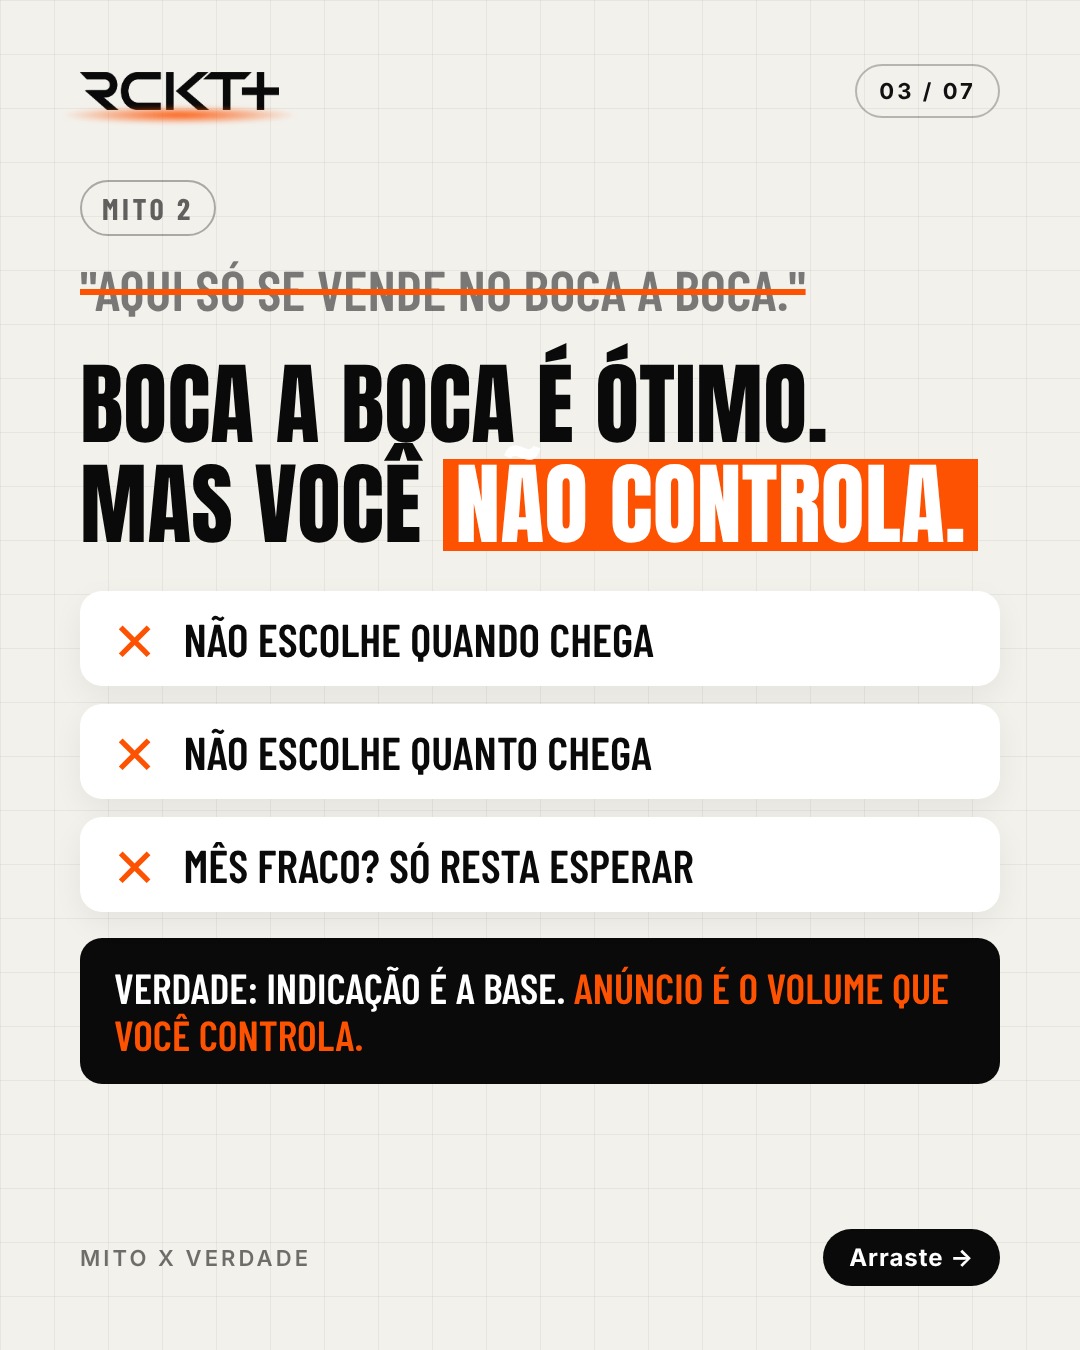 RCKT+
03 / 07
MITO 2
"AQUI SÓ SE VENDE NO BOCA A BOCA."
BOCA A BOCA É ÓTIMO.
MAS VOCÊ NÃO CONTROLA.
✕ NÃO ESCOLHE QUANDO CHEGA
✕ NÃO ESCOLHE QUANTO CHEGA
✕ MÊS FRACO? SÓ RESTA ESPERAR
VERDADE: INDICAÇÃO É A BASE. ANÚNCIO É O VOLUME QUE
VOCÊ CONTROLA.
MITO X VERDADE
Arraste →